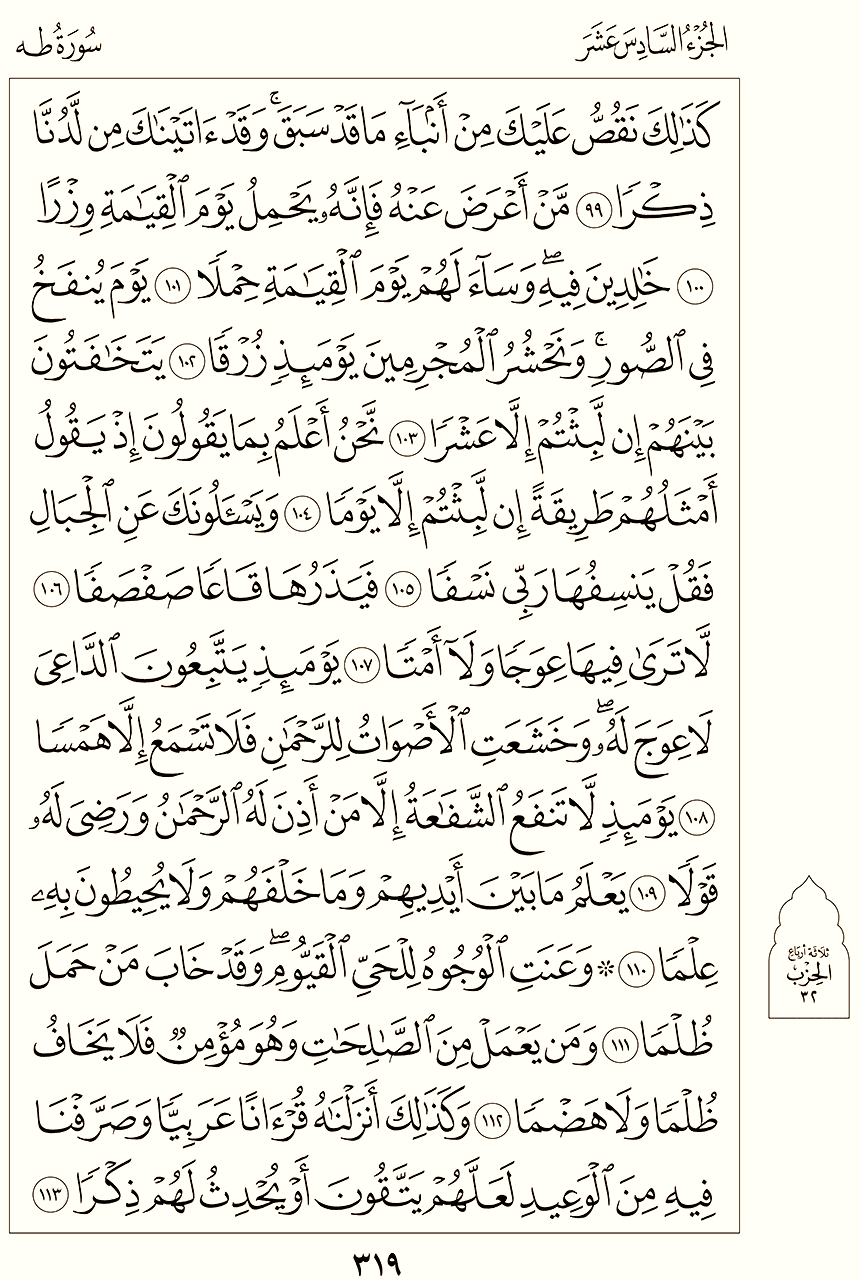 الجُزْءُ السَّادِسَ عَشَرَ
سُورَةُ طه
كَذَٰلِكَ نَقُصُّ عَلَيْكَ مِنْ أَنۢبَآءِ مَا قَدْ سَبَقَۚ وَقَدْ ءَاتَيْنَٰكَ مِن لَّدُنَّا
ذِكْرًا ٩٩ مَّنْ أَعْرَضَ عَنْهُ فَإِنَّهُۥ يَحْمِلُ يَوْمَ ٱلْقِيَٰمَةِ وِزْرًا
١٠٠ خَٰلِدِينَ فِيهِۖ وَسَآءَ لَهُمْ يَوْمَ ٱلْقِيَٰمَةِ حِمْلًا ١٠١ يَوْمَ يُنفَخُ
فِي ٱلصُّورِۚ وَنَحْشُرُ ٱلْمُجْرِمِينَ يَوْمَئِذٍ زُرْقًا ١٠٢ يَتَخَٰفَتُونَ
بَيْنَهُمْ إِن لَّبِثْتُمْ إِلَّا عَشْرًا ١٠٣ نَّحْنُ أَعْلَمُ بِمَا يَقُولُونَ إِذْ يَقُولُ
أَمْثَلُهُمْ طَرِيقَةً إِن لَّبِثْتُمْ إِلَّا يَوْمًا ١٠٤ وَيَسْـَٔلُونَكَ عَنِ ٱلْجِبَالِ
فَقُلْ يَنسِفُهَا رَبِّي نَسْفًا ١٠٥ فَيَذَرُهَا قَاعًا صَفْصَفًا ١٠٦
لَّا تَرَىٰ فِيهَا عِوَجًا وَلَآ أَمْتًا ١٠٧ يَوْمَئِذٍ يَتَّبِعُونَ ٱلدَّاعِيَ
لَا عِوَجَ لَهُۥۖ وَخَشَعَتِ ٱلْأَصْوَاتُ لِلرَّحْمَٰنِ فَلَا تَسْمَعُ إِلَّا هَمْسًا
١٠٨ يَوْمَئِذٍ لَّا تَنفَعُ ٱلشَّفَٰعَةُ إِلَّا مَنْ أَذِنَ لَهُ ٱلرَّحْمَٰنُ وَرَضِيَ لَهُۥ
قَوْلًا ١٠٩ يَعْلَمُ مَا بَيْنَ أَيْدِيهِمْ وَمَا خَلْفَهُمْ وَلَا يُحِيطُونَ بِهِۦ
عِلْمًا ١١٠ ۞ وَعَنَتِ ٱلْوُجُوهُ لِلْحَيِّ ٱلْقَيُّومِۖ وَقَدْ خَابَ مَنْ حَمَلَ
ظُلْمًا ١١١ وَمَن يَعْمَلْ مِنَ ٱلصَّٰلِحَٰتِ وَهُوَ مُؤْمِنٌ فَلَا يَخَافُ
ظُلْمًا وَلَا هَضْمًا ١١٢ وَكَذَٰلِكَ أَنزَلْنَٰهُ قُرْءَانًا عَرَبِيًّا وَصَرَّفْنَا
فِيهِ مِنَ ٱلْوَعِيدِ لَعَلَّهُمْ يَتَّقُونَ أَوْ يُحْدِثُ لَهُمْ ذِكْرًا ١١٣
ثلاثة أرباع
الحزب
٣٢
٣١٩